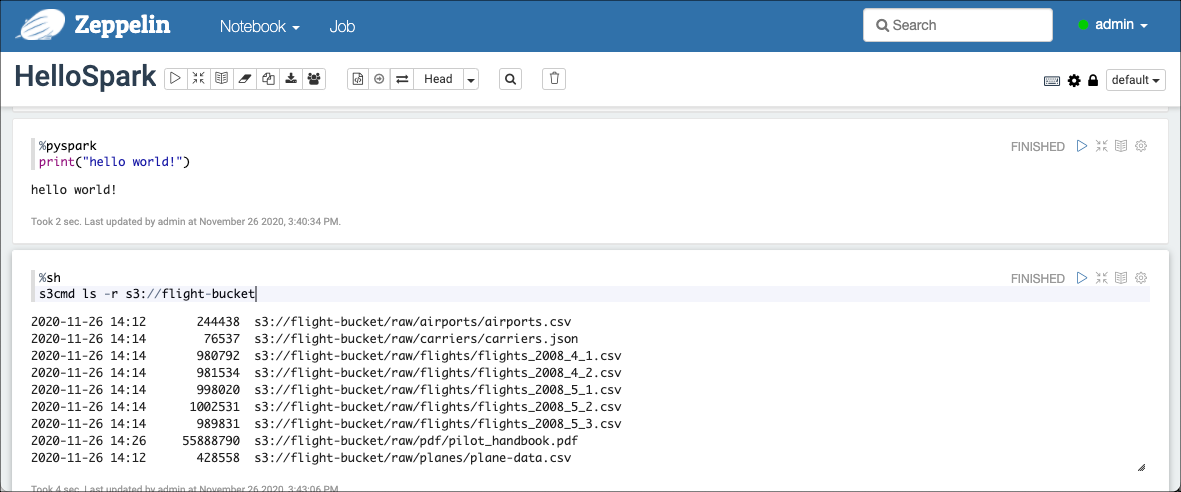 Zeppelin Notebook Job Search admin
HelloSpark Head default
%pyspark FINISHED
print("hello world!")
hello world!
Took 2 sec. Last updated by admin at November 26 2020, 3:40:34 PM.
%sh FINISHED
s3cmd ls -r s3://flight-bucket
2020-11-26 14:12 244438 s3://flight-bucket/raw/airports/airports.csv
2020-11-26 14:14 76537 s3://flight-bucket/raw/carriers/carriers.json
2020-11-26 14:14 980792 s3://flight-bucket/raw/flights/flights_2008_4_1.csv
2020-11-26 14:14 981534 s3://flight-bucket/raw/flights/flights_2008_4_2.csv
2020-11-26 14:14 998020 s3://flight-bucket/raw/flights/flights_2008_5_1.csv
2020-11-26 14:14 1002531 s3://flight-bucket/raw/flights/flights_2008_5_2.csv
2020-11-26 14:14 989831 s3://flight-bucket/raw/flights/flights_2008_5_3.csv
2020-11-26 14:26 55888790 s3://flight-bucket/raw/pdf/pilot_handbook.pdf
2020-11-26 14:12 428558 s3://flight-bucket/raw/planes/plane-data.csv
Took 4 sec. Last updated by admin at November 26 2020, 3:43:06 PM.